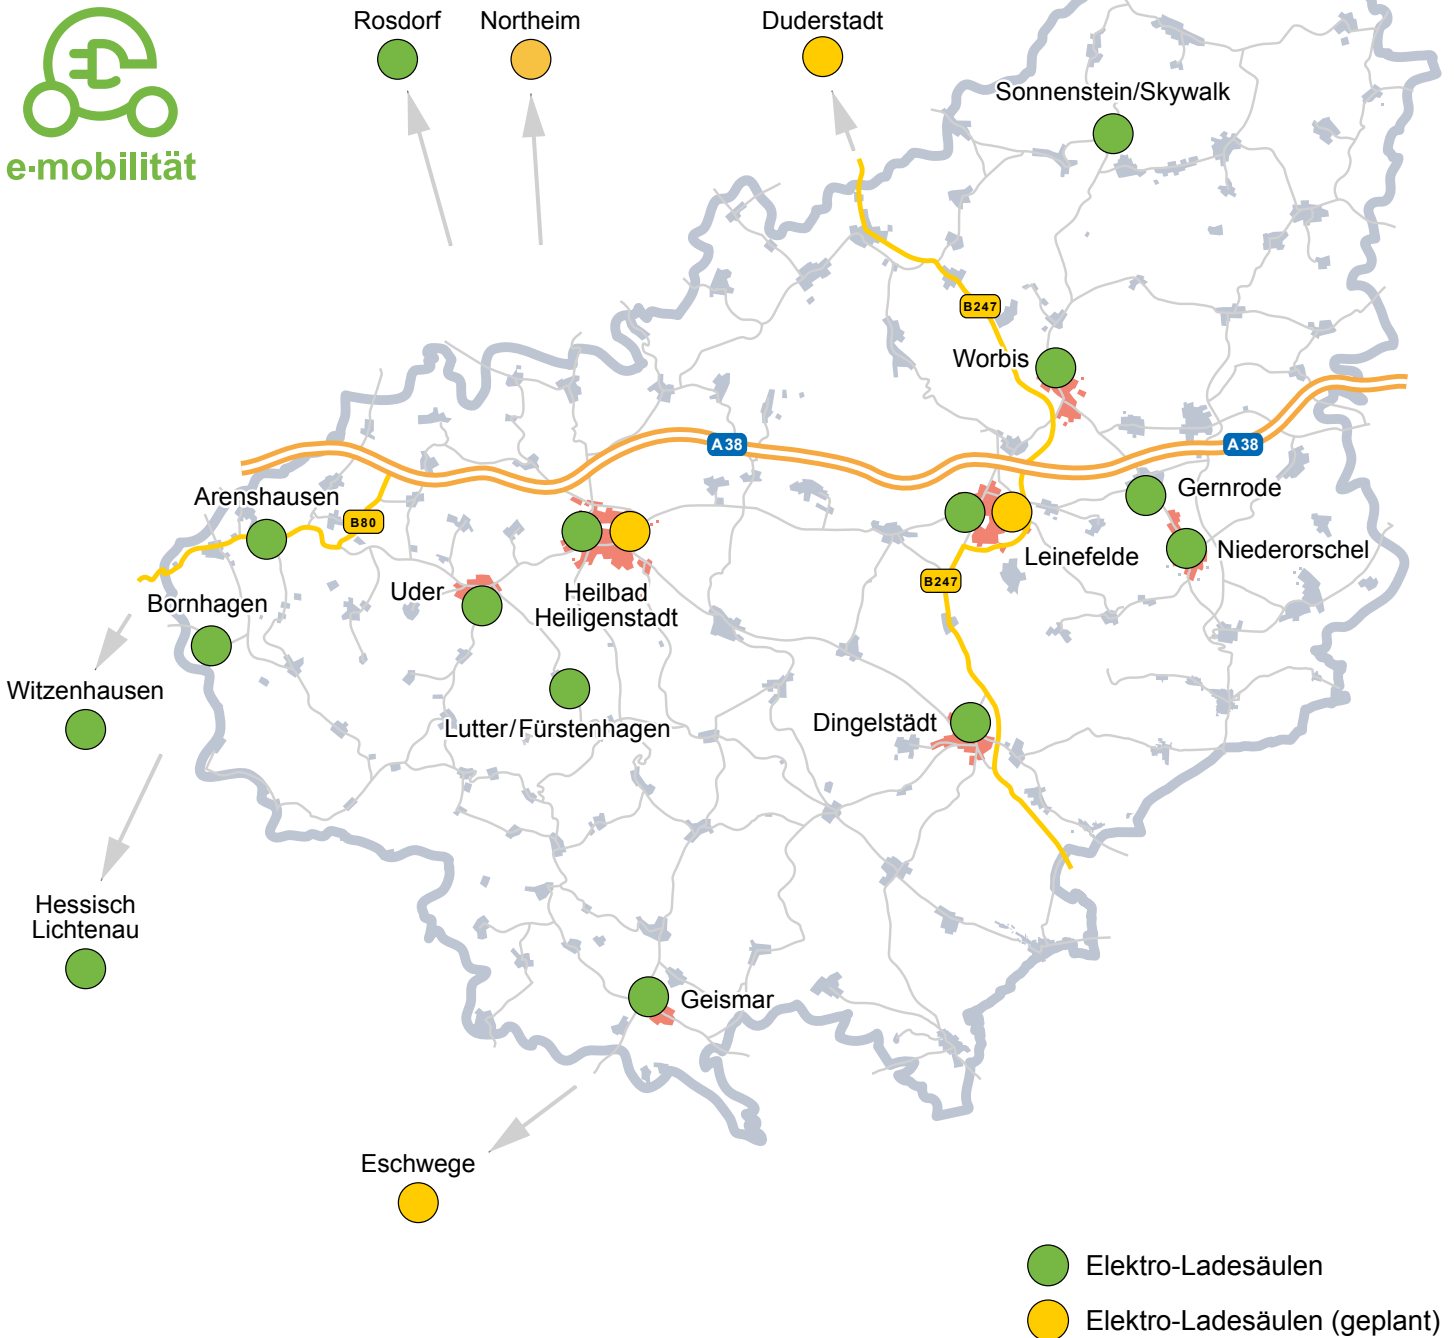 Rosdorf
Northeim
Duderstadt
e-mobilität
Sonnenstein/Skywalk
B247
Worbis
A38
A38
Arenshausen
Gernrode
B80
Niederorschel
Leinefelde
B247
Uder
Heilbad
Heiligenstadt
Bornhagen
Witzenhausen
Lutter/Fürstenhagen
Dingelstädt
Hessisch
Lichtenau
Geismar
Eschwege
Elektro-Ladesäulen
Elektro-Ladesäulen (geplant)